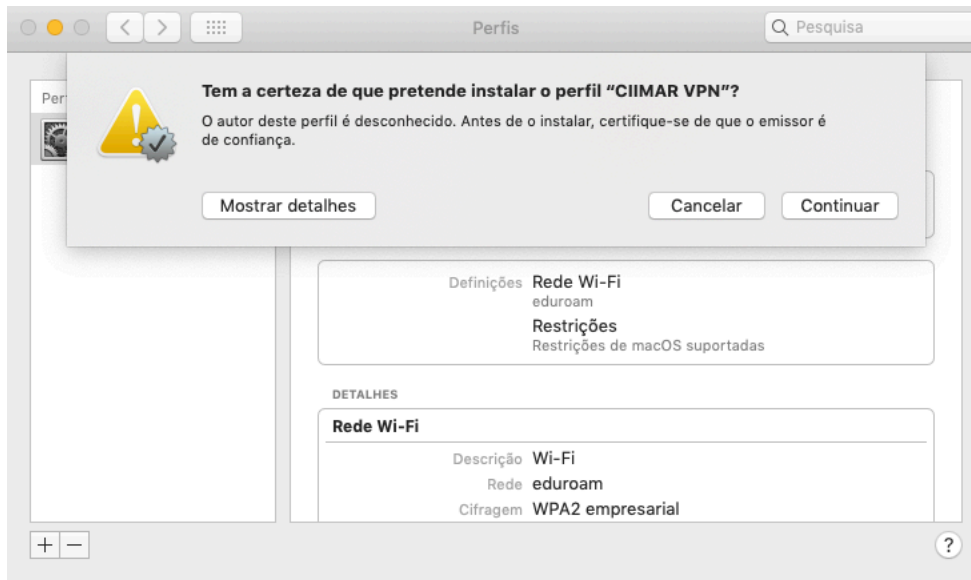 Perfis
Pesquisa
Per
Tem a certeza de que pretende instalar o perfil “CIIMAR VPN”?
O autor deste perfil é desconhecido. Antes de o instalar, certifique-se de que o emissor é
de confiança.
Mostrar detalhes
Cancelar
Continuar
Definições Rede Wi-Fi
eduroam
Restrições
Restrições de macOS suportadas
DETALHES
Rede Wi-Fi
Descrição Wi-Fi
Rede eduroam
Cifragem WPA2 empresarial
+ − ?